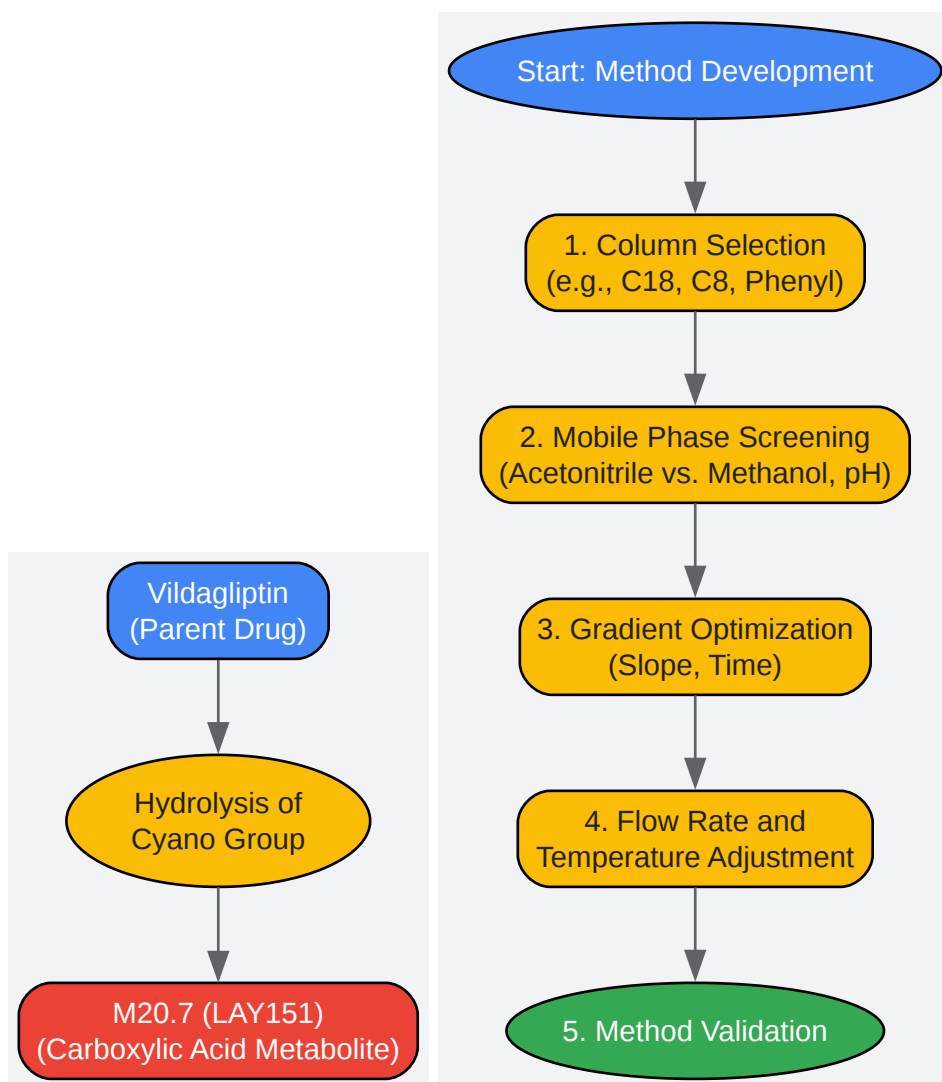 Vildagliptin
(Parent Drug)
Hydrolysis of
Cyano Group
M20.7 (LAY151)
(Carboxylic Acid Metabolite)
Start: Method Development
1. Column Selection
(e.g., C18, C8, Phenyl)
2. Mobile Phase Screening
(Acetonitrile vs. Methanol, pH)
3. Gradient Optimization
(Slope, Time)
4. Flow Rate and
Temperature Adjustment
5. Method Validation